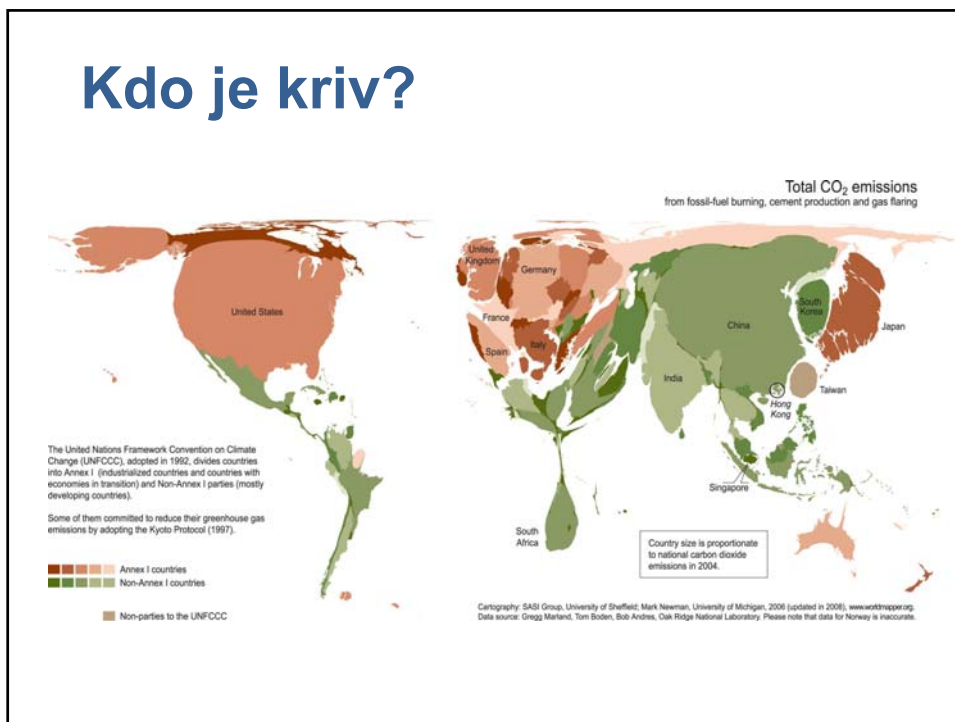 Kdo je kriv?
Total CO₂ emissions
from fossil-fuel burning, cement production and gas flaring
United Kingdom
Germany
United States
France
Spain
Italy
China
South Korea
Japan
India
Taiwan
Hong Kong
Singapore
South Africa
The United Nations Framework Convention on Climate
Change (UNFCCC), adopted in 1992, divides countries
into Annex I (industrialized countries and countries with
economies in transition) and Non-Annex I parties (mostly
developing countries).
Some of them committed to reduce their greenhouse gas
emissions by adopting the Kyoto Protocol (1997).
Annex I countries
Non-Annex I countries
Non-parties to the UNFCCC
Country size is proportionate
to national carbon dioxide
emissions in 2004.
Cartography: SASI Group, University of Sheffield; Mark Newman, University of Michigan, 2006 (updated in 2008), www.worldmapper.org.
Data source: Gregg Marland, Tom Boden, Bob Andres, Oak Ridge National Laboratory. Please note that data for Norway is inaccurate.